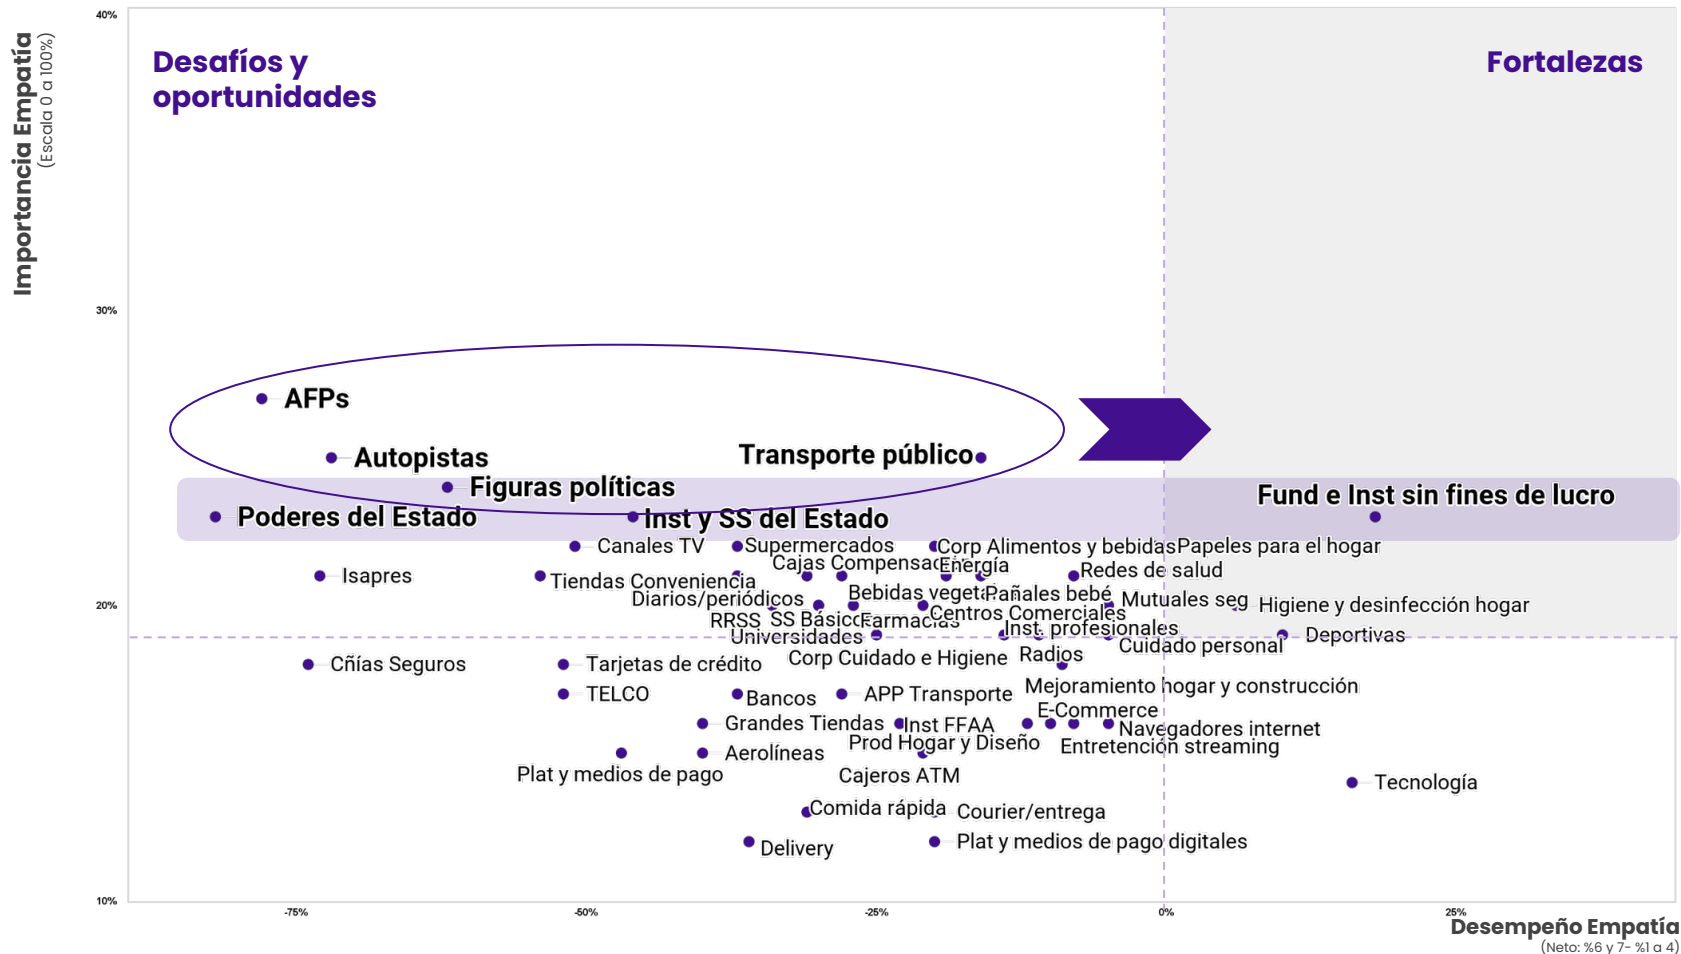 Importancia Empatía
(Escala 0 a 100%)
40%
30%
20%
10%
Desafíos y
oportunidades
Fortalezas
AFPs
Autopistas
Transporte público
Figuras políticas
Fund e Inst sin fines de lucro
Poderes del Estado
Inst y SS del Estado
Canales TV
Supermercados
Corp Alimentos y bebidas
Papeles para el hogar
Cajas
Energía
Isapres
Tiendas Conveniencia
Redes de salud
Diarios/periódicos
Bebidas
Pañales bebé
Mutuales seg
Higiene y desinfección hogar
RRSS
SS
Farmacias
Centros Comerciales
Universidades
Inst. profesionales
Deportivas
Cuidado personal
Cñías Seguros
Tarjetas de crédito
Corp Cuidado e Higiene
Radios
TELCO
Bancos
APP Transporte
Mejoramiento hogar y construcción
E-Commerce
Grandes Tiendas
Inst FFAA
Navegadores internet
Prod Hogar y Diseño
Entretención streaming
Aerolíneas
Plat y medios de pago
Cajeros ATM
Tecnología
Comida rápida
Courier/entrega
Delivery
Plat y medios de pago digitales
-75%
-50%
-25%
0%
25%
Desempeño Empatía
(Neto: %6 y 7- %1 a 4)